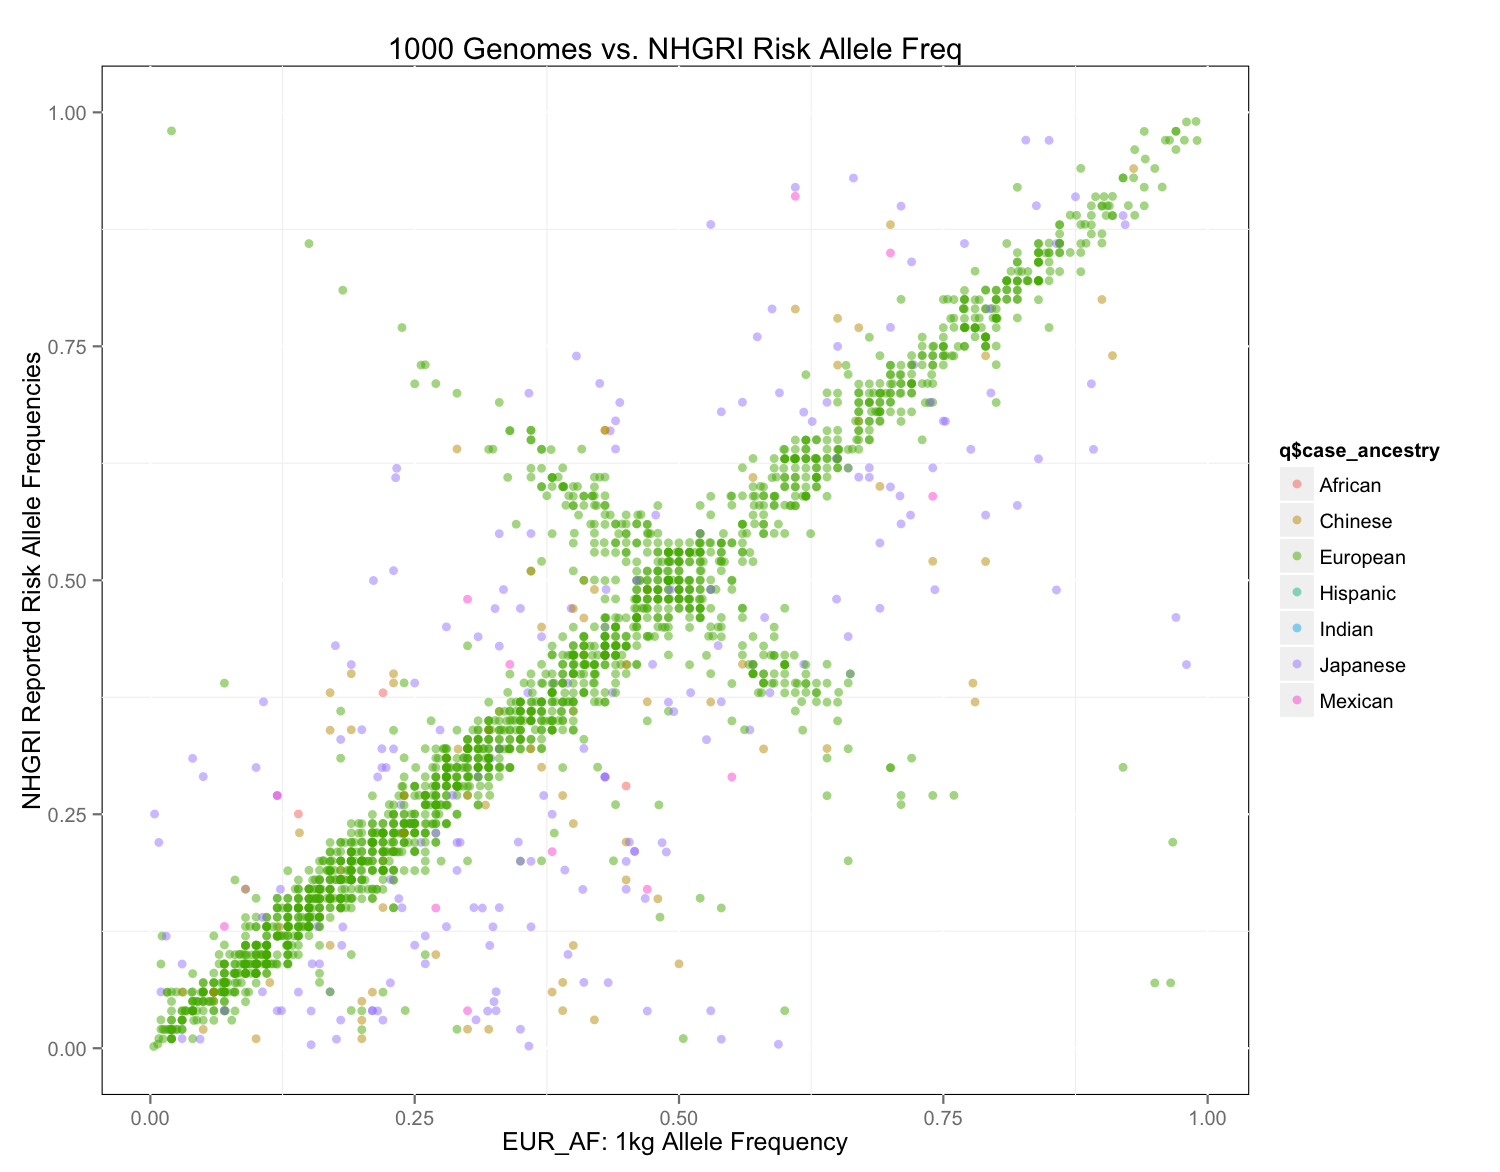 1000 Genomes vs. NHGRI Risk Allele Freq
NHGRI Reported Risk Allele Frequencies
1.00
0.75
0.50
0.25
0.00
0.00 0.25 0.50 0.75 1.00
EUR_AF: 1kg Allele Frequency
q$case_ancestry
African
Chinese
European
Hispanic
Indian
Japanese
Mexican